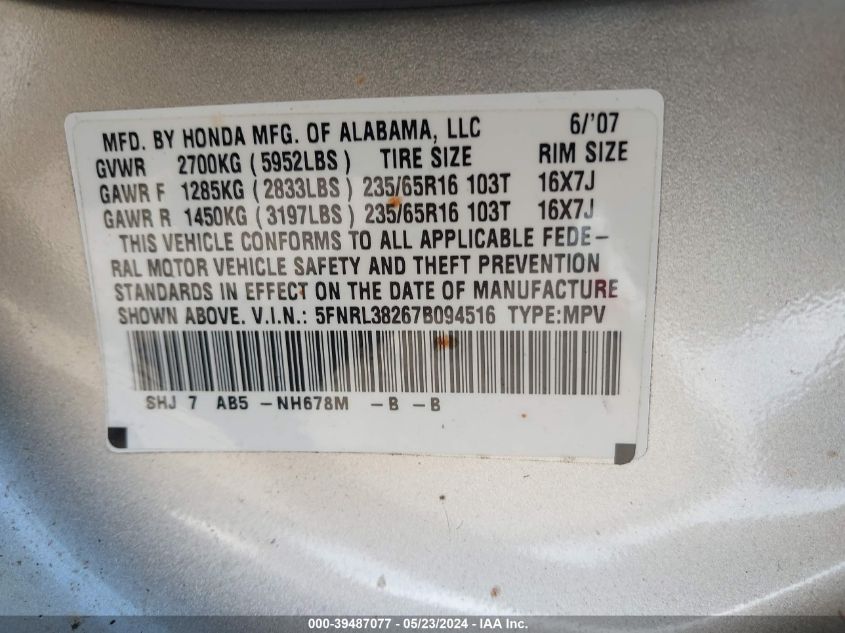 MFD. BY HONDA MFG. OF ALABAMA, LLC 6/'07
GVWR 2700KG (5952LBS) TIRE SIZE RIM SIZE
GAWR F 1285KG (2833LBS) 235/65R16 103T 16X7J
GAWR R 1450KG (3197LBS) 235/65R16 103T 16X7J
THIS VEHICLE CONFORMS TO ALL APPLICABLE FEDE-
RAL MOTOR VEHICLE SAFETY AND THEFT PREVENTION
STANDARDS IN EFFECT ON THE DATE OF MANUFACTURE
SHOWN ABOVE. V.I.N.: 5FNRL38267B094516 TYPE:MPV
SHJ 7 AB5 -NH678M -B -B
000-39487077 - 05/23/2024 - IAA Inc.